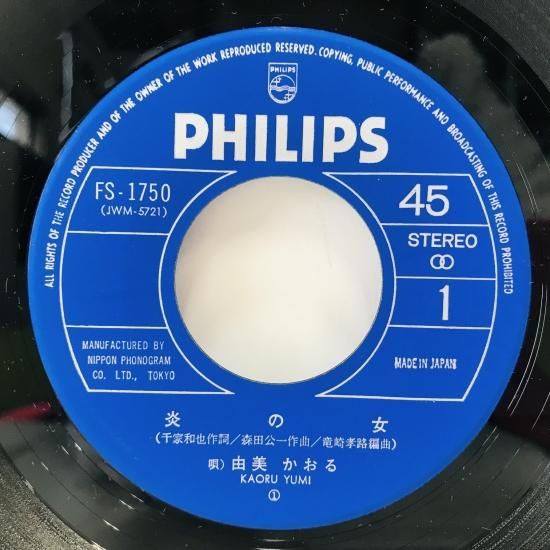 ALL RIGHTS OF THE RECORD PRODUCER AND OF THE OWNER OF THE WORK REPRODUCED RESERVED. COPYING, PUBLIC PERFORMANCE AND BROADCASTING OF THIS RECORD PROHIBITED
PHILIPS
PHILIPS
FS-1750
(JWM-5721)
45
STEREO
1
MANUFACTURED BY
NIPPON PHONOGRAM
CO. LTD., TOKYO
MADE IN JAPAN
炎の女
(千家和也作詞/森田公一作曲/竜崎孝路編曲)
唄) 由美かおる
KAORU YUMI
①